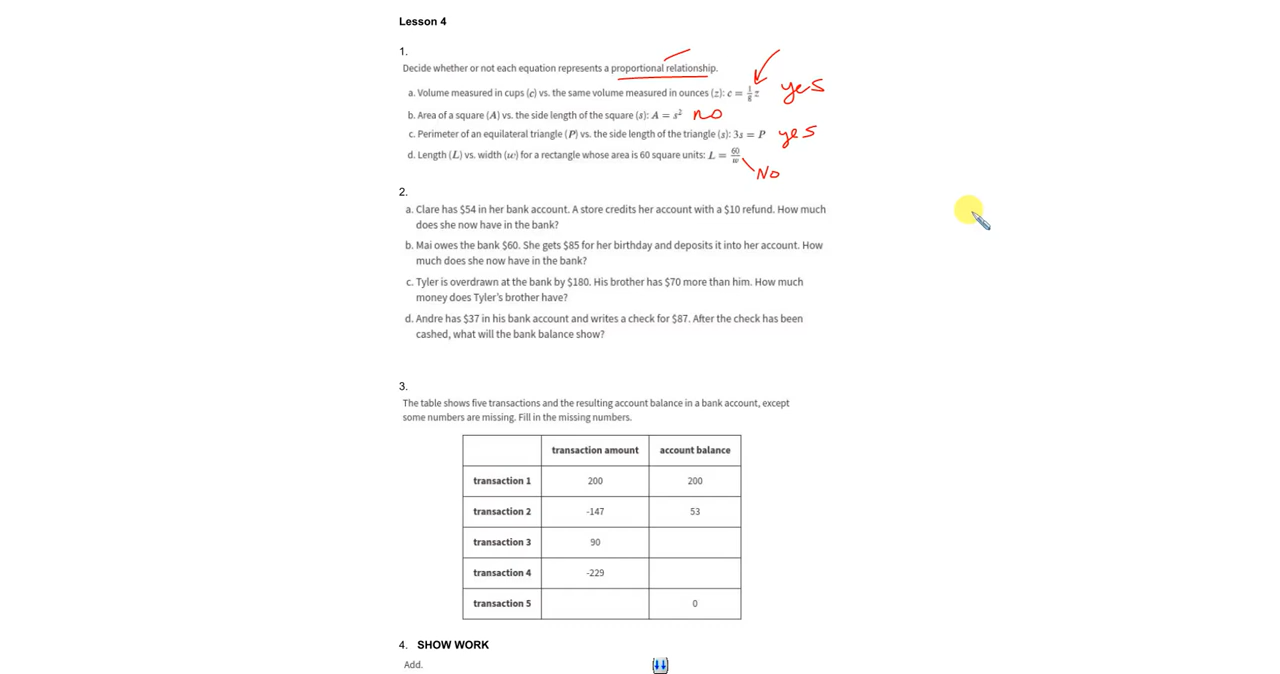 Lesson 4
1.
Decide whether or not each equation represents a proportional relationship.
a. Volume measured in cups (c) vs. the same volume measured in ounces (z): c = 1/8 z yes
b. Area of a square (A) vs. the side length of the square (s): A = s² no
c. Perimeter of an equilateral triangle (P) vs. the side length of the triangle (s): 3s = P yes
d. Length (L) vs. width (w) for a rectangle whose area is 60 square units: L = 60/w
No
2.
a. Clare has $54 in her bank account. A store credits her account with a $10 refund. How much
does she now have in the bank?
b. Mai owes the bank $60. She gets $85 for her birthday and deposits it into her account. How
much does she now have in the bank?
c. Tyler is overdrawn at the bank by $180. His brother has $70 more than him. How much
money does Tyler's brother have?
d. Andre has $37 in his bank account and writes a check for $87. After the check has been
cashed, what will the bank balance show?
3.
The table shows five transactions and the resulting account balance in a bank account, except
some numbers are missing. Fill in the missing numbers.
transaction amount account balance
transaction 1 200 200
transaction 2 -147 53
transaction 3 90
transaction 4 -229
transaction 5 0
4. SHOW WORK
Add.